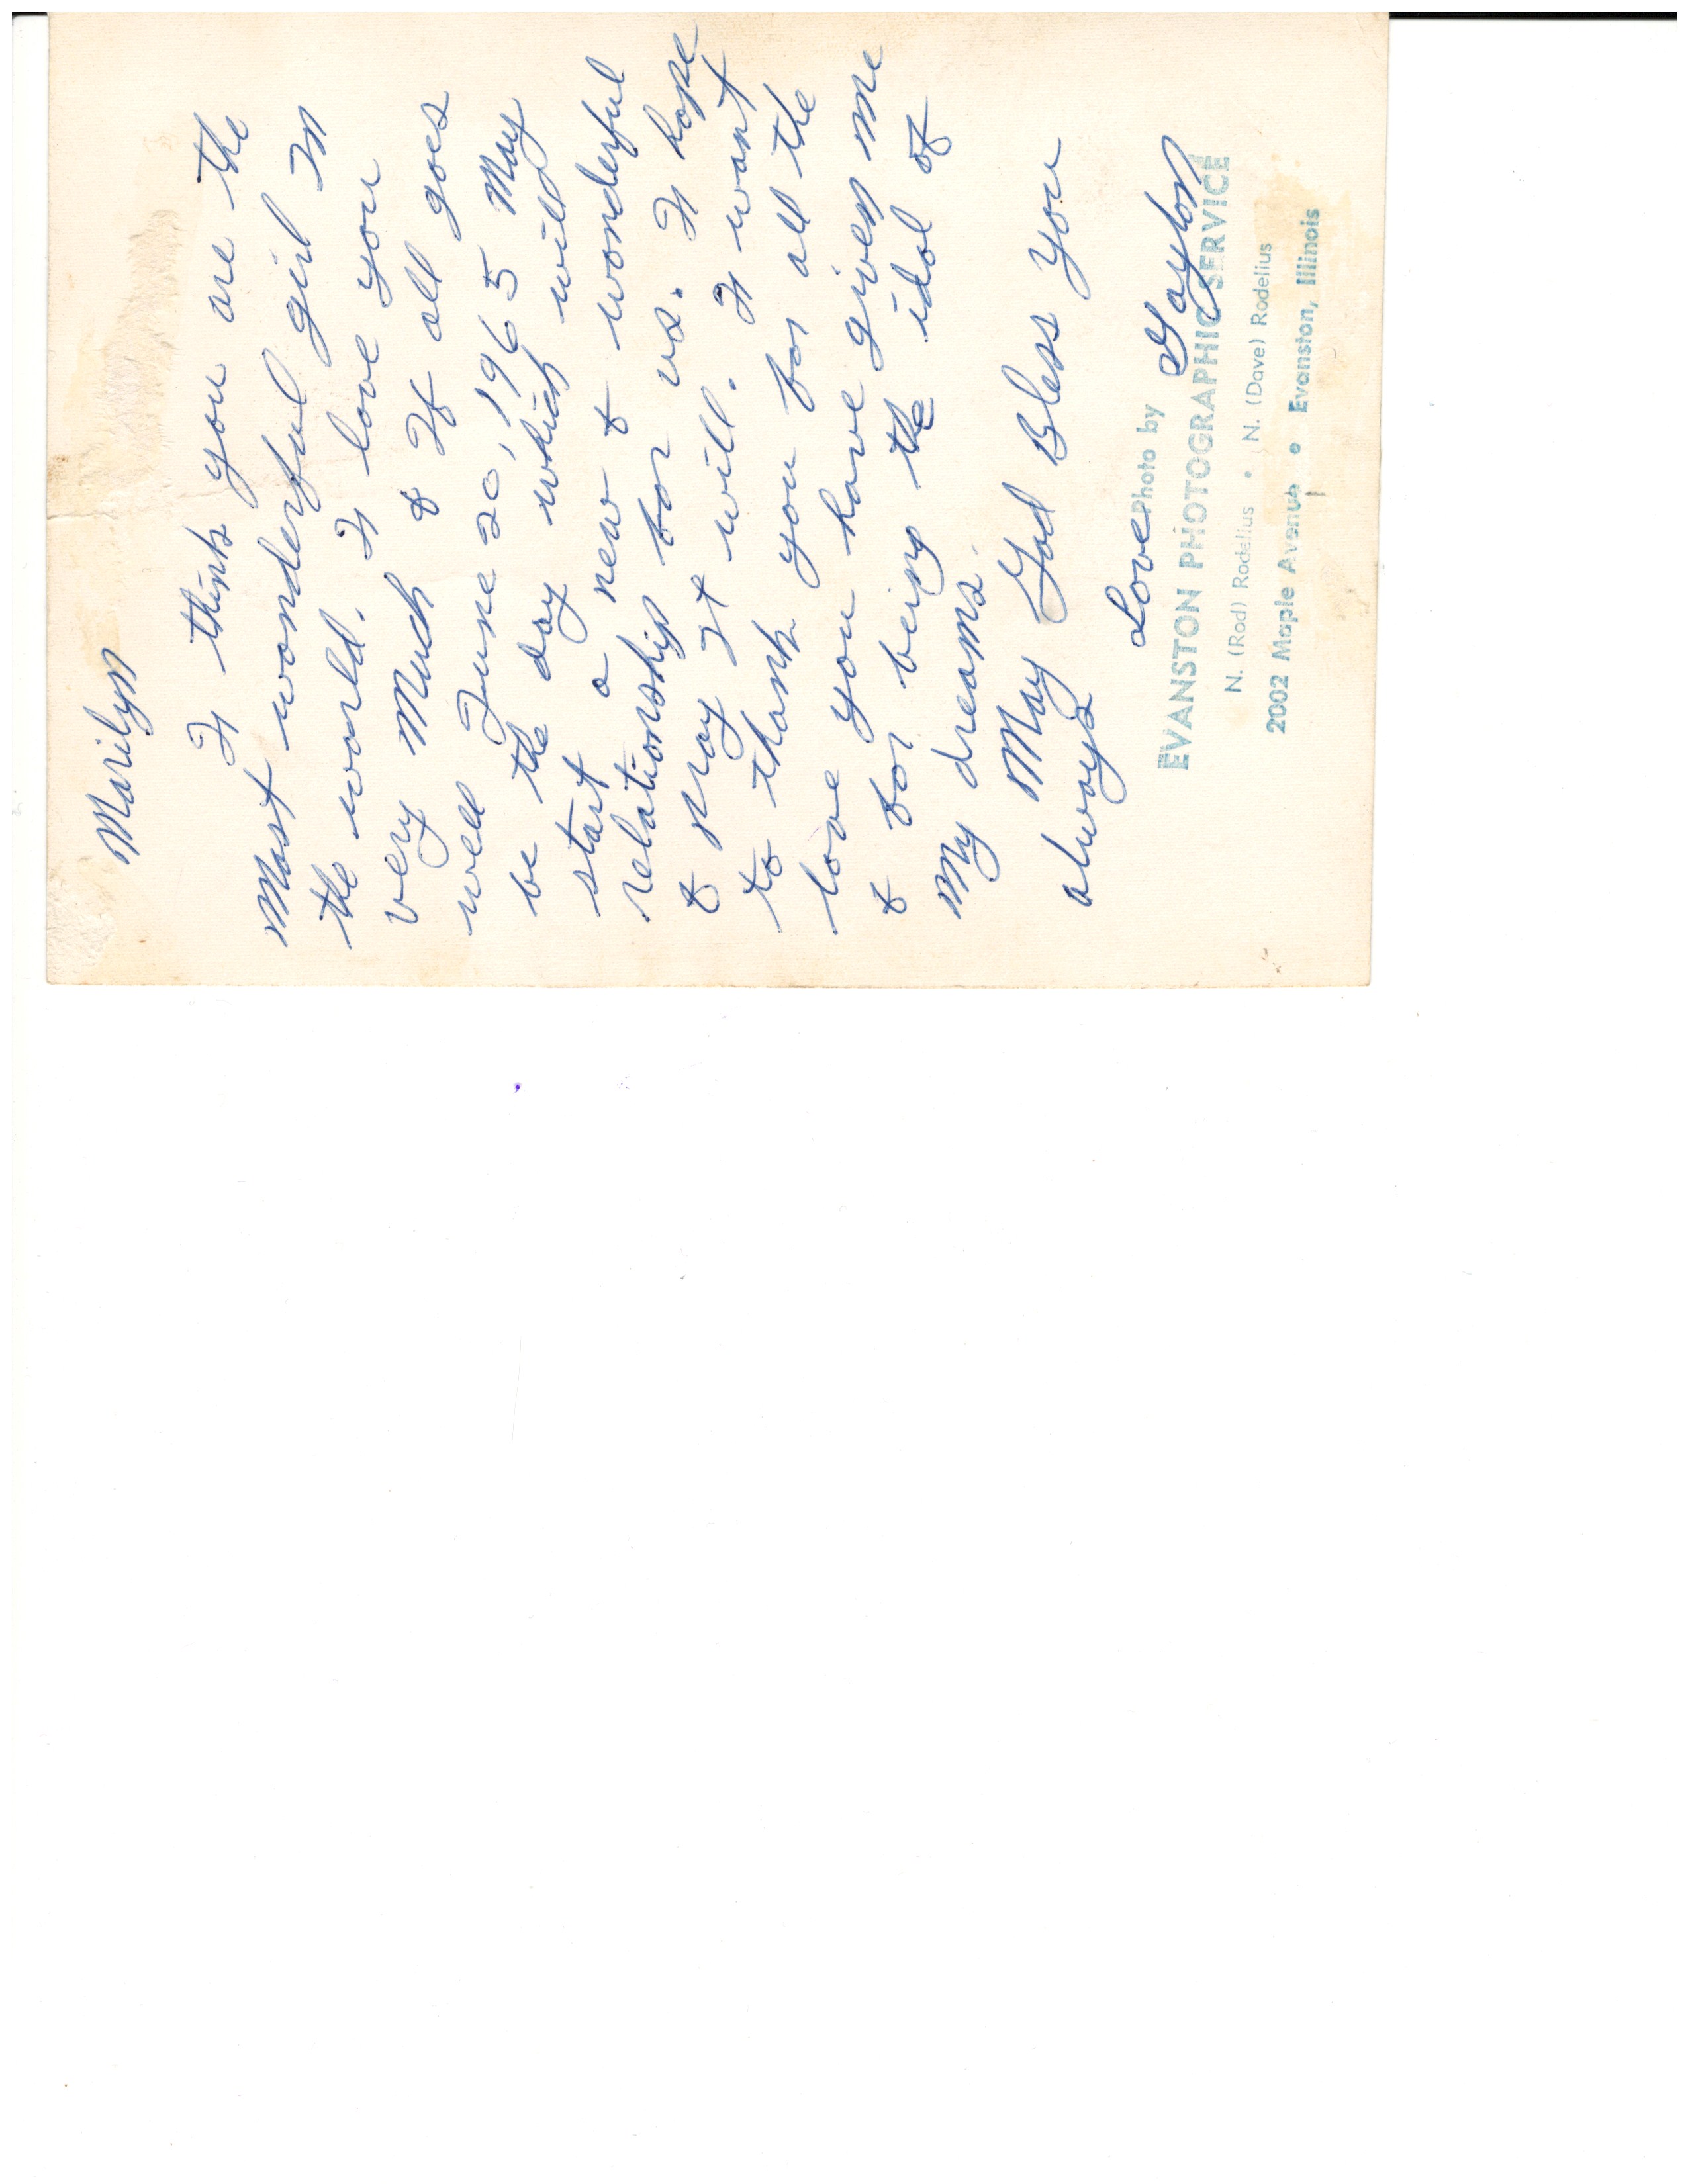 Marilyn
I think you are the
Most wonderful girl In
the world. I love you
very Much & If all goes
well June 20, 1965 May
be the day which will
start a new & wonderful
relationship for us. I hope
& pray It will. I want
to thank you for all the
love you have given me
& for being the idol of
My dreams.
May God Bless you
always
Love Gaylon
Photo by
EVANSTON PHOTOGRAPHIC SERVICE
N. (Rod) Rodelius • N. (Dave) Rodelius
2002 Maple Avenue • Evanston, Illinois